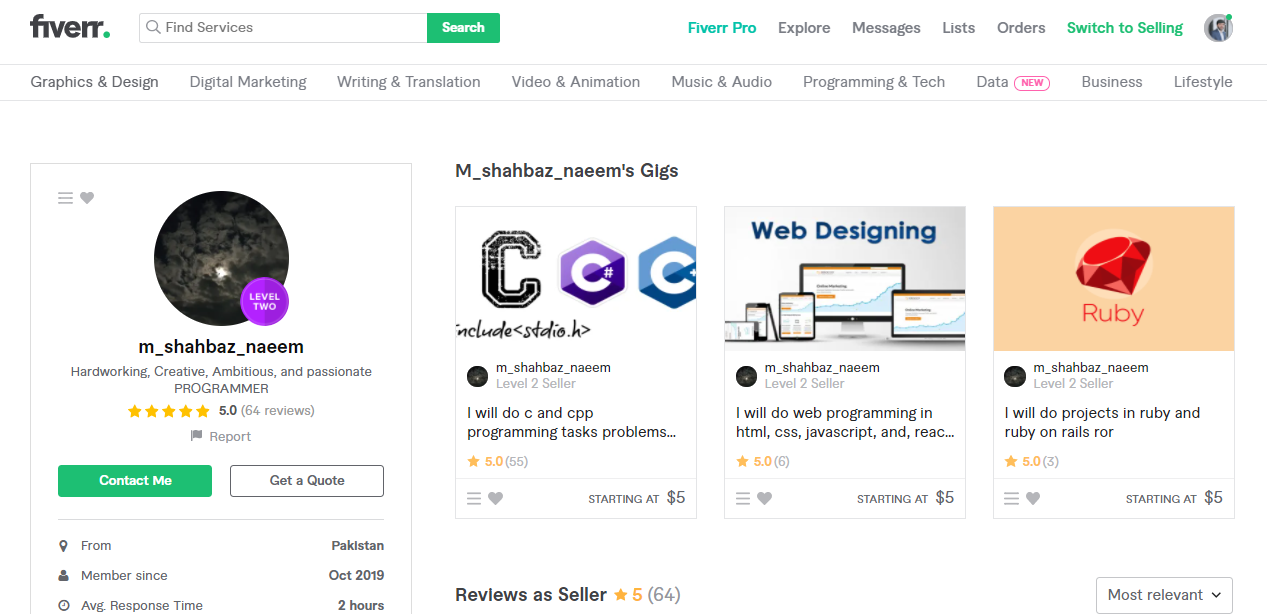 fiverr.
Find Services
Search
Fiverr Pro
Explore
Messages
Lists
Orders
Switch to Selling
Graphics & Design
Digital Marketing
Writing & Translation
Video & Animation
Music & Audio
Programming & Tech
Data NEW
Business
Lifestyle
LEVEL
TWO
m_shahbaz_naeem
Hardworking, Creative, Ambitious, and passionate
PROGRAMMER
5.0 (64 reviews)
Report
Contact Me
Get a Quote
From Pakistan
Member since Oct 2019
Avg. Response Time 2 hours
M_shahbaz_naeem's Gigs
C C# C+
include<stdio.h>
m_shahbaz_naeem
Level 2 Seller
I will do c and cpp
programming tasks problems...
5.0 (55)
STARTING AT $5
Web Designing
m_shahbaz_naeem
Level 2 Seller
I will do web programming in
html, css, javascript, and, reac...
5.0 (6)
STARTING AT $5
Ruby
m_shahbaz_naeem
Level 2 Seller
I will do projects in ruby and
ruby on rails ror
5.0 (3)
STARTING AT $5
Reviews as Seller 5 (64)
Most relevant